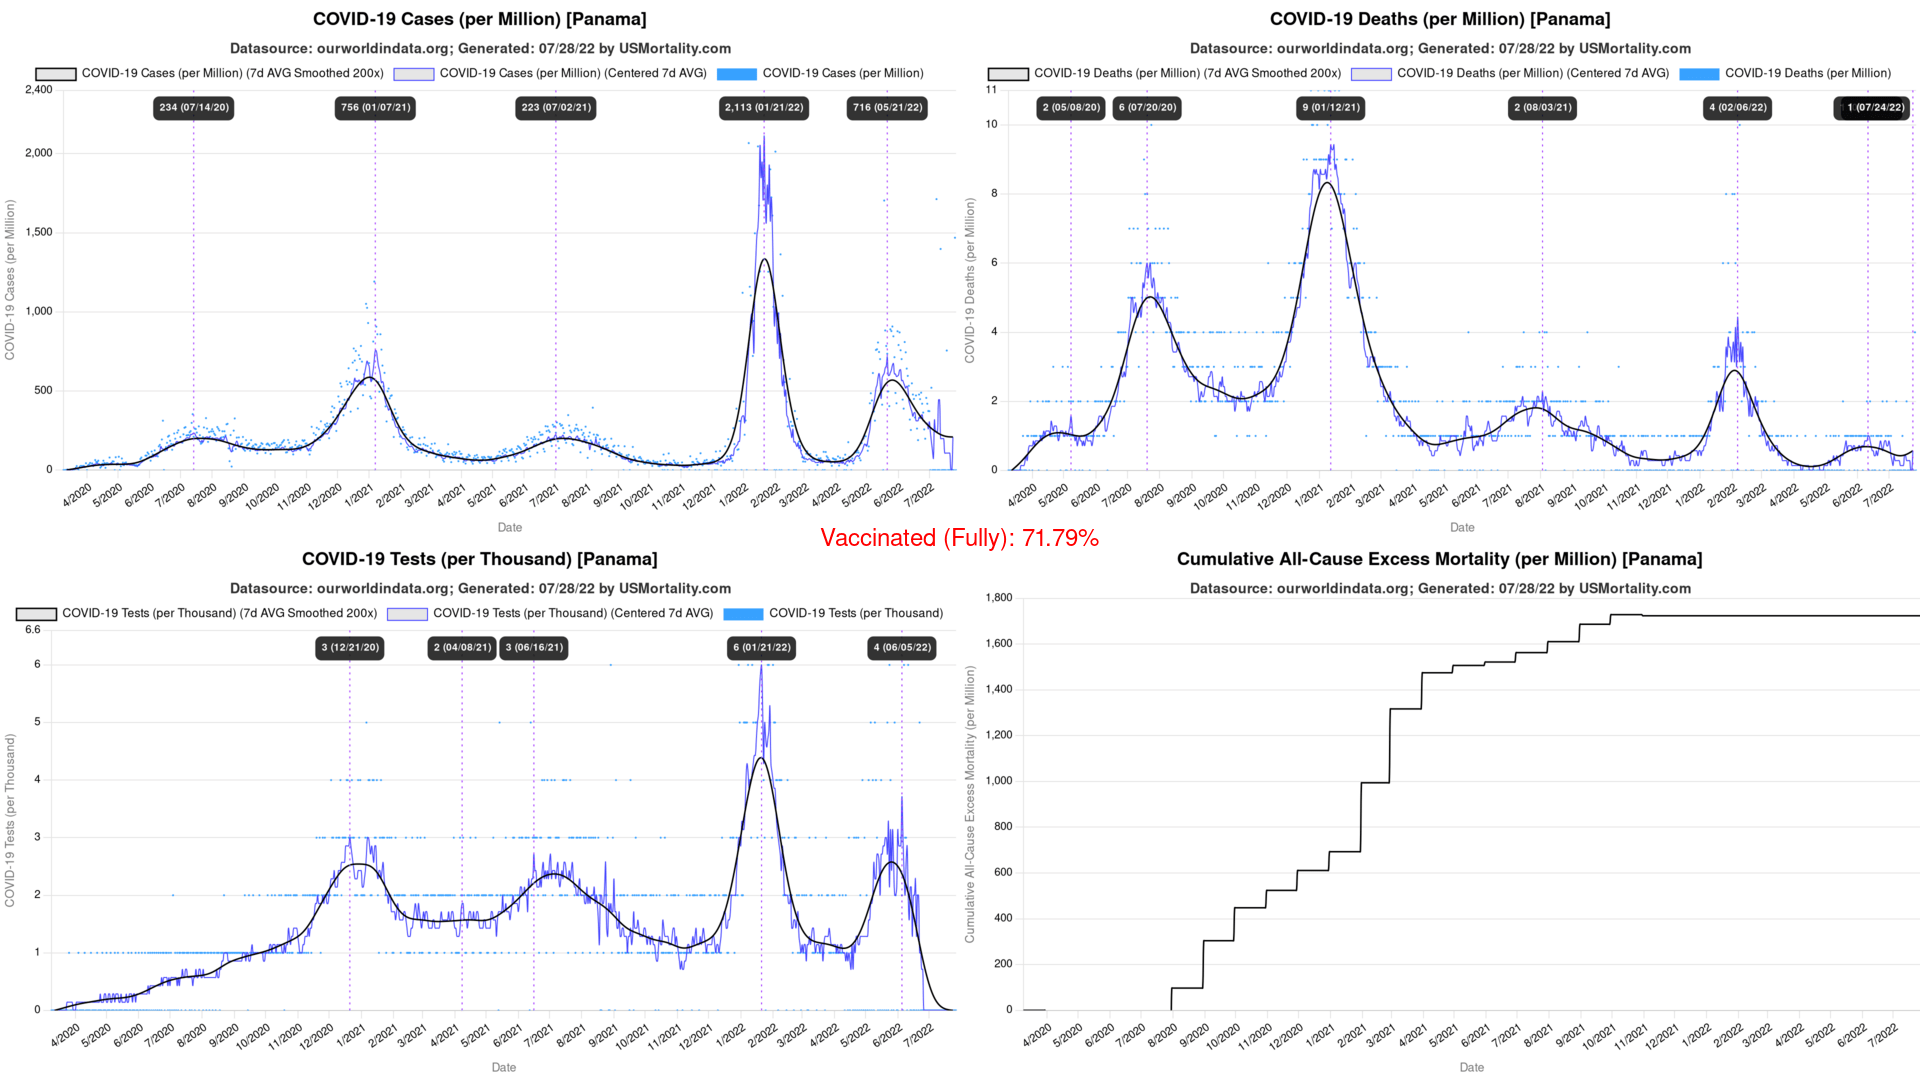 COVID-19 Cases (per Million) [Panama]
Datasource: ourworldindata.org; Generated: 07/28/22 by USMortality.com
COVID-19 Cases (per Million) (7d AVG Smoothed 200x) COVID-19 Cases (per Million) (Centered 7d AVG) COVID-19 Cases (per Million)
234 (07/14/20) 756 (01/07/21) 223 (07/02/21) 2,113 (01/21/22) 716 (05/21/22)
COVID-19 Cases (per Million)
2,400
2,000
1,500
1,000
500
0
4/2020 5/2020 6/2020 7/2020 8/2020 9/2020 10/2020 11/2020 12/2020 1/2021 2/2021 3/2021 4/2021 5/2021 6/2021 7/2021 8/2021 9/2021 10/2021 11/2021 12/2021 1/2022 2/2022 3/2022 4/2022 5/2022 6/2022 7/2022
Date
COVID-19 Deaths (per Million) [Panama]
Datasource: ourworldindata.org; Generated: 07/28/22 by USMortality.com
COVID-19 Deaths (per Million) (7d AVG Smoothed 200x) COVID-19 Deaths (per Million) (Centered 7d AVG) COVID-19 Deaths (per Million)
2 (05/08/20) 6 (07/20/20) 9 (01/12/21) 2 (08/03/21) 4 (02/06/22) 1 (07/24/22)
COVID-19 Deaths (per Million)
11
10
8
6
4
2
0
4/2020 5/2020 6/2020 7/2020 8/2020 9/2020 10/2020 11/2020 12/2020 1/2021 2/2021 3/2021 4/2021 5/2021 6/2021 7/2021 8/2021 9/2021 10/2021 11/2021 12/2021 1/2022 2/2022 3/2022 4/2022 5/2022 6/2022 7/2022
Date
Vaccinated (Fully): 71.79%
COVID-19 Tests (per Thousand) [Panama]
Datasource: ourworldindata.org; Generated: 07/28/22 by USMortality.com
COVID-19 Tests (per Thousand) (7d AVG Smoothed 200x) COVID-19 Tests (per Thousand) (Centered 7d AVG) COVID-19 Tests (per Thousand)
3 (12/21/20) 2 (04/08/21) 3 (06/16/21) 6 (01/21/22) 4 (06/05/22)
COVID-19 Tests (per Thousand)
6.6
6
5
4
3
2
1
0
4/2020 5/2020 6/2020 7/2020 8/2020 9/2020 10/2020 11/2020 12/2020 1/2021 2/2021 3/2021 4/2021 5/2021 6/2021 7/2021 8/2021 9/2021 10/2021 11/2021 12/2021 1/2022 2/2022 3/2022 4/2022 5/2022 6/2022 7/2022
Date
Cumulative All-Cause Excess Mortality (per Million) [Panama]
Datasource: ourworldindata.org; Generated: 07/28/22 by USMortality.com
Cumulative All-Cause Excess Mortality (per Million)
1,800
1,600
1,400
1,200
1,000
800
600
400
200
0
4/2020 5/2020 6/2020 7/2020 8/2020 9/2020 10/2020 11/2020 12/2020 1/2021 2/2021 3/2021 4/2021 5/2021 6/2021 7/2021 8/2021 9/2021 10/2021 11/2021 12/2021 1/2022 2/2022 3/2022 4/2022 5/2022 6/2022 7/2022
Date